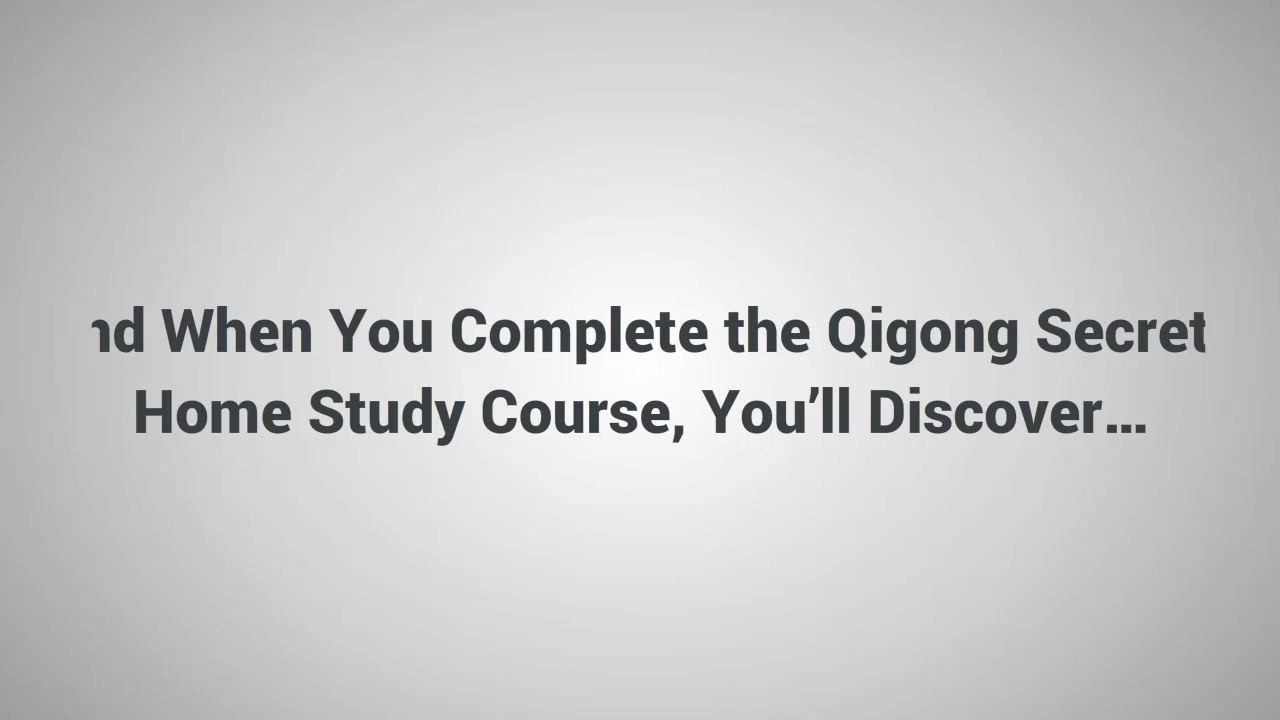 nd When You Complete the Qigong Secret
Home Study Course, You’ll Discover...